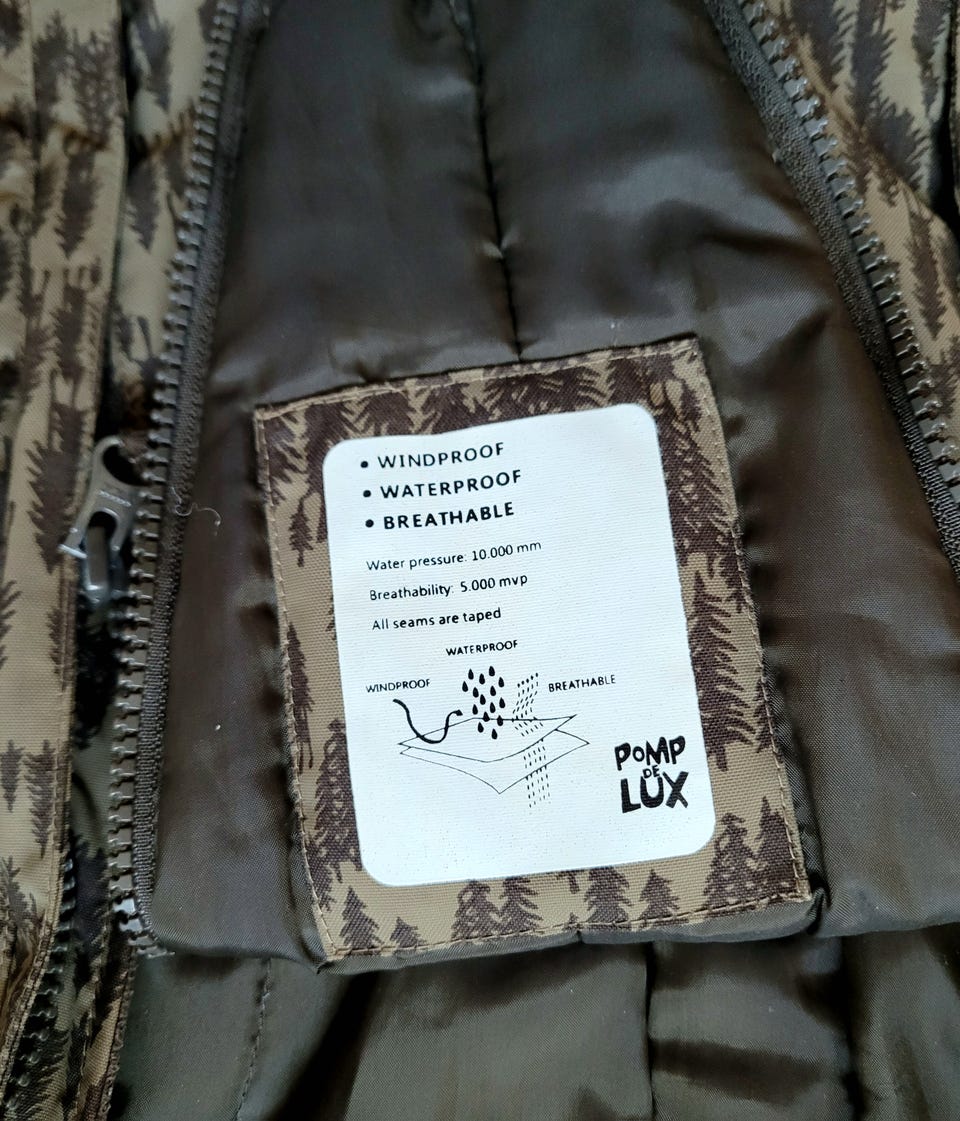 • WINDPROOF
• WATERPROOF
• BREATHABLE
Water pressure: 10.000 mm
Breathability: 5.000 mvp
All seams are taped
WATERPROOF
WINDPROOF
BREATHABLE
POMP
DE
LUX